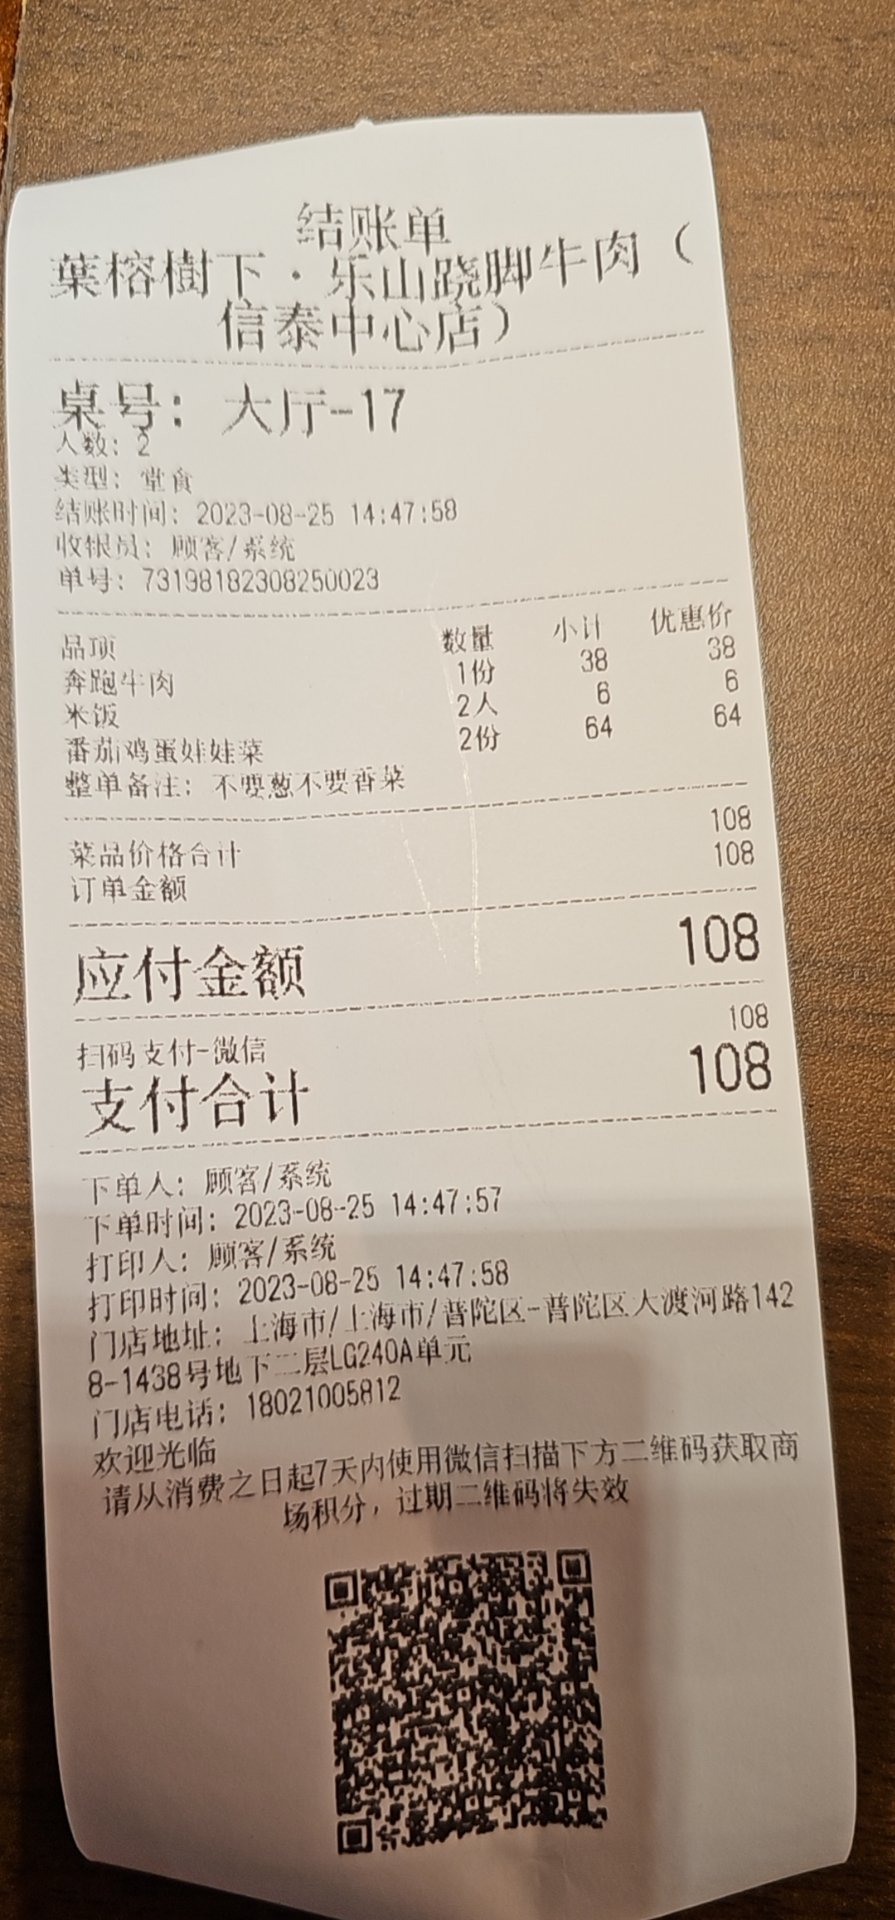 结账单
葉榕樹下·乐山跷脚牛肉（
信泰中心店）
桌号：大厅-17
人数：2
类型：堂食
结账时间：2023-08-25 14:47:58
收银员：顾客/系统
单号：73198182308250023
品项 数量 小计 优惠价
奔跑牛肉 1份 38 38
米饭 2人 6 6
番茄鸡蛋娃娃菜 2份 64 64
整单备注：不要葱不要香菜
菜品价格合计 108
订单金额 108
应付金额 108
扫码支付-微信 108
支付合计 108
下单人：顾客/系统
下单时间：2023-08-25 14:47:57
打印人：顾客/系统
打印时间：2023-08-25 14:47:58
门店地址：上海市/上海市/普陀区-普陀区大渡河路142
8-1438号地下二层LG240A单元
门店电话：18021005812
欢迎光临
请从消费之日起7天内使用微信扫描下方二维码获取商
场积分，过期二维码将失效